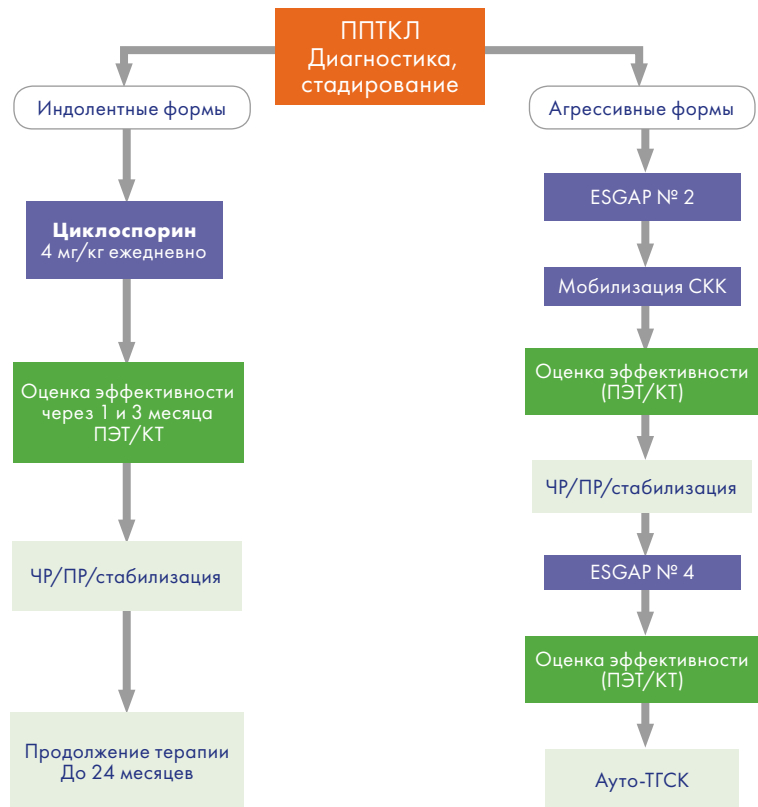 ППТКЛ
Диагностика,
стадирование
Индолентные формы
Циклоспорин
4 мг/кг ежедневно
Оценка эффективности
через 1 и 3 месяца
ПЭТ/КТ
ЧР/ПР/стабилизация
Продолжение терапии
До 24 месяцев
Агрессивные формы
ESGAP № 2
Мобилизация СКК
Оценка эффективности
(ПЭТ/КТ)
ЧР/ПР/стабилизация
ESGAP № 4
Оценка эффективности
(ПЭТ/КТ)
Ауто-ТГСК